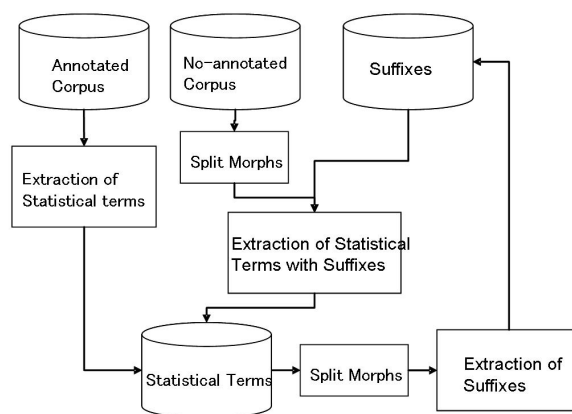 Annotated
Corpus
No-annotated
Corpus
Suffixes
Split Morphs
Extraction of
Statistical terms
Extraction of Statistical
Terms with Suffixes
Statistical Terms
Split Morphs
Extraction of
Suffixes